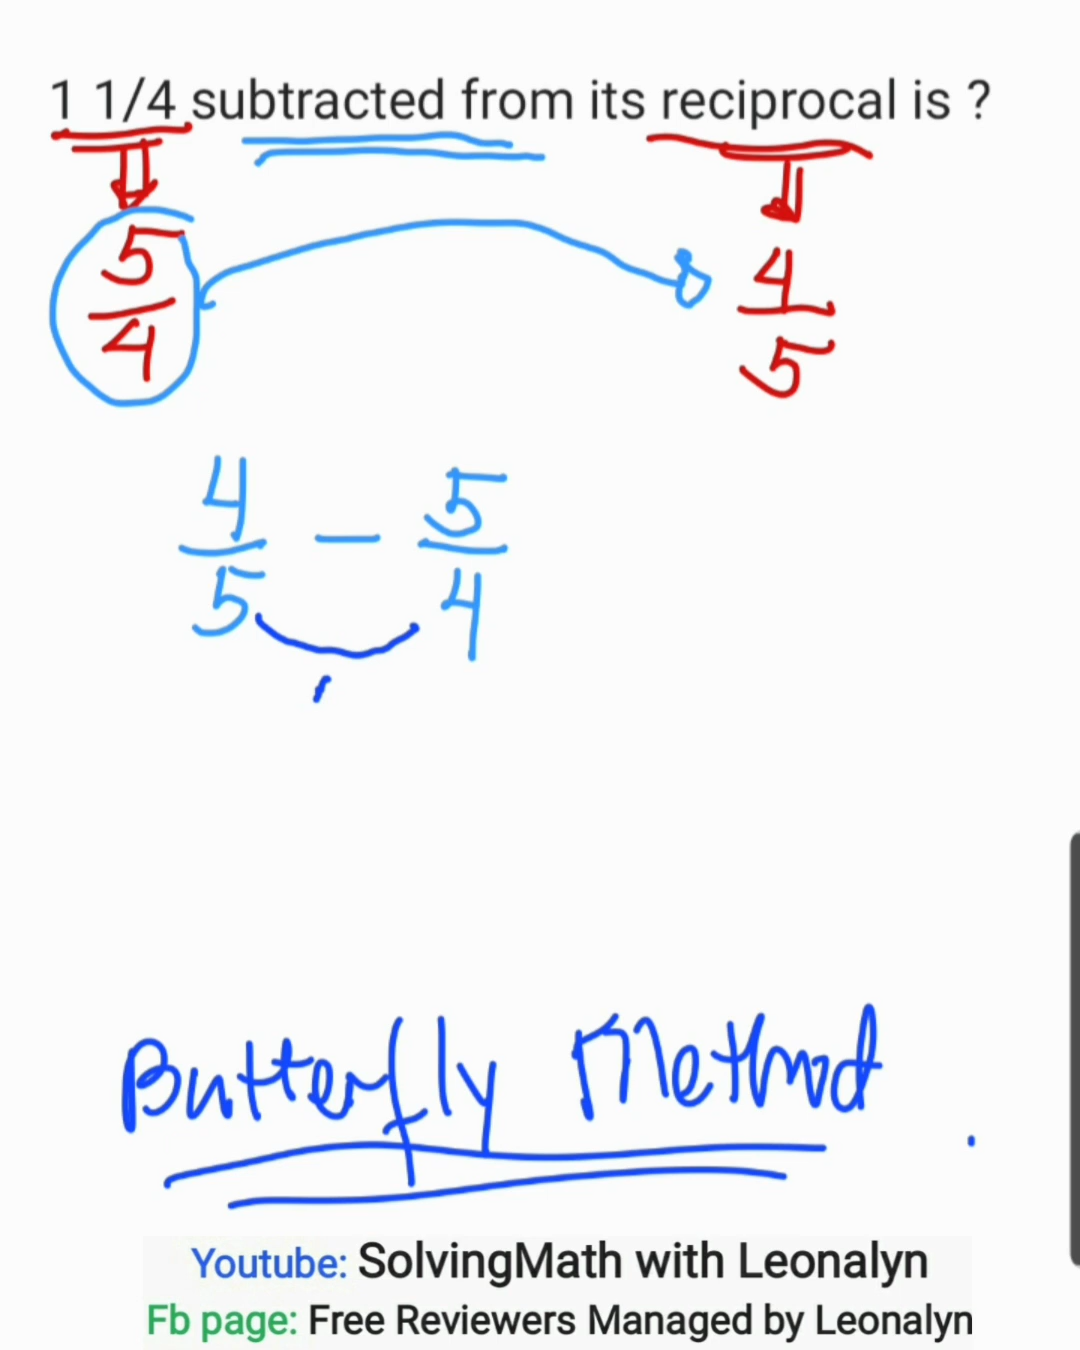 1 1/4 subtracted from its reciprocal is ?
5/4 4/5
4/5 - 5/4
Butterfly Method
Youtube: SolvingMath with Leonalyn
Fb page: Free Reviewers Managed by Leonalyn